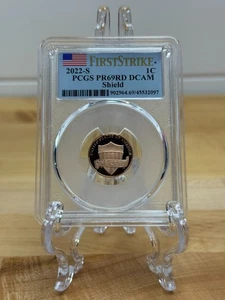 FIRSTSTRIKE
2022-S 1C
PCGS PR69RD DCAM
Shield
902964.69/45532097